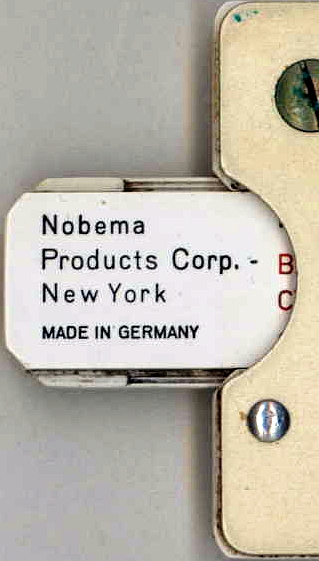 Nobema
Products Corp. -
New York
MADE IN GERMANY
B
C